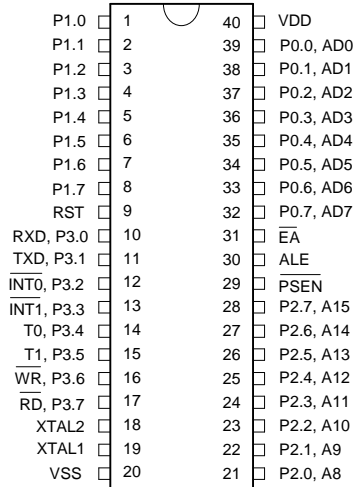 P1.0 1 40 VDD
P1.1 2 39 P0.0, AD0
P1.2 3 38 P0.1, AD1
P1.3 4 37 P0.2, AD2
P1.4 5 36 P0.3, AD3
P1.5 6 35 P0.4, AD4
P1.6 7 34 P0.5, AD5
P1.7 8 33 P0.6, AD6
RST 9 32 P0.7, AD7
RXD, P3.0 10 31 E̅A̅
TXD, P3.1 11 30 ALE
I̅N̅T̅0̅, P3.2 12 29 P̅S̅E̅N̅
I̅N̅T̅1̅, P3.3 13 28 P2.7, A15
T0, P3.4 14 27 P2.6, A14
T1, P3.5 15 26 P2.5, A13
W̅R̅, P3.6 16 25 P2.4, A12
R̅D̅, P3.7 17 24 P2.3, A11
XTAL2 18 23 P2.2, A10
XTAL1 19 22 P2.1, A9
VSS 20 21 P2.0, A8